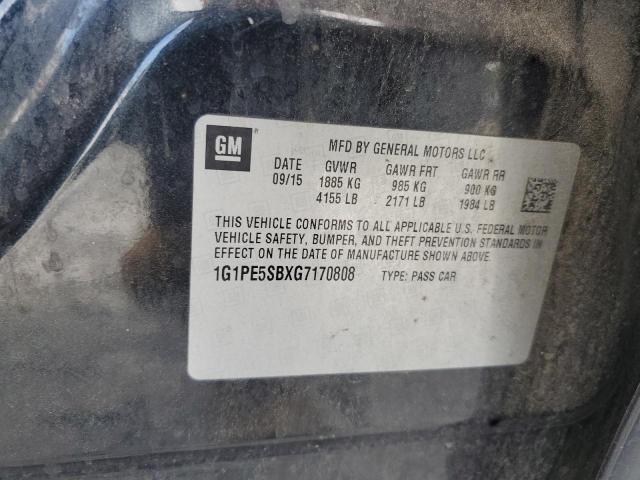 GM ®
MFD BY GENERAL MOTORS LLC
DATE GVWR GAWR FRT GAWR RR
09/15 1885 KG 985 KG 900 KG
4155 LB 2171 LB 1984 LB
THIS VEHICLE CONFORMS TO ALL APPLICABLE U.S. FEDERAL MOTOR
VEHICLE SAFETY, BUMPER, AND THEFT PREVENTION STANDARDS IN
EFFECT ON THE DATE OF MANUFACTURE SHOWN ABOVE.
1G1PE5SBXG7170808 TYPE: PASS CAR